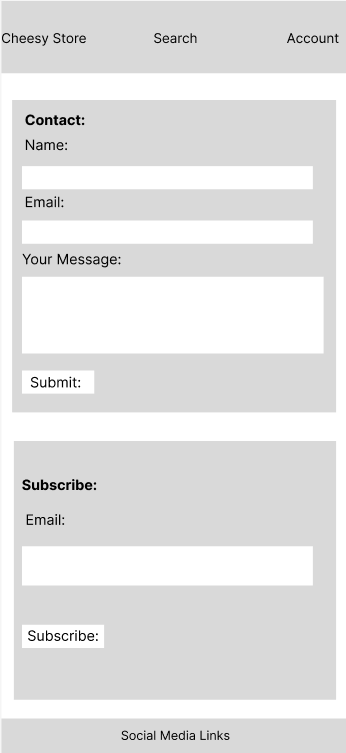 Cheesy Store Search Account
Contact:
Name:
Email:
Your Message:
Submit:
Subscribe:
Email:
Subscribe:
Social Media Links